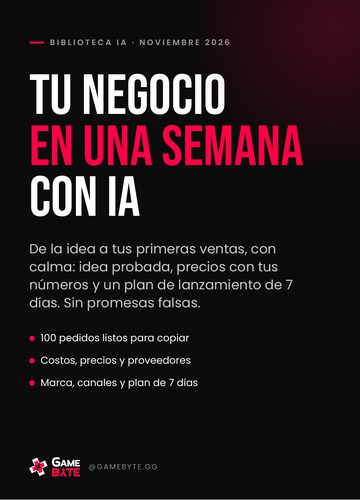 BIBLIOTECA IA · NOVIEMBRE 2026
TU NEGOCIO
EN UNA SEMANA
CON IA
De la idea a tus primeras ventas, con
calma: idea probada, precios con tus
números y un plan de lanzamiento de 7
días. Sin promesas falsas.
100 pedidos listos para copiar
Costos, precios y proveedores
Marca, canales y plan de 7 días
GAME
BYTE
@GAMEBYTE.GG